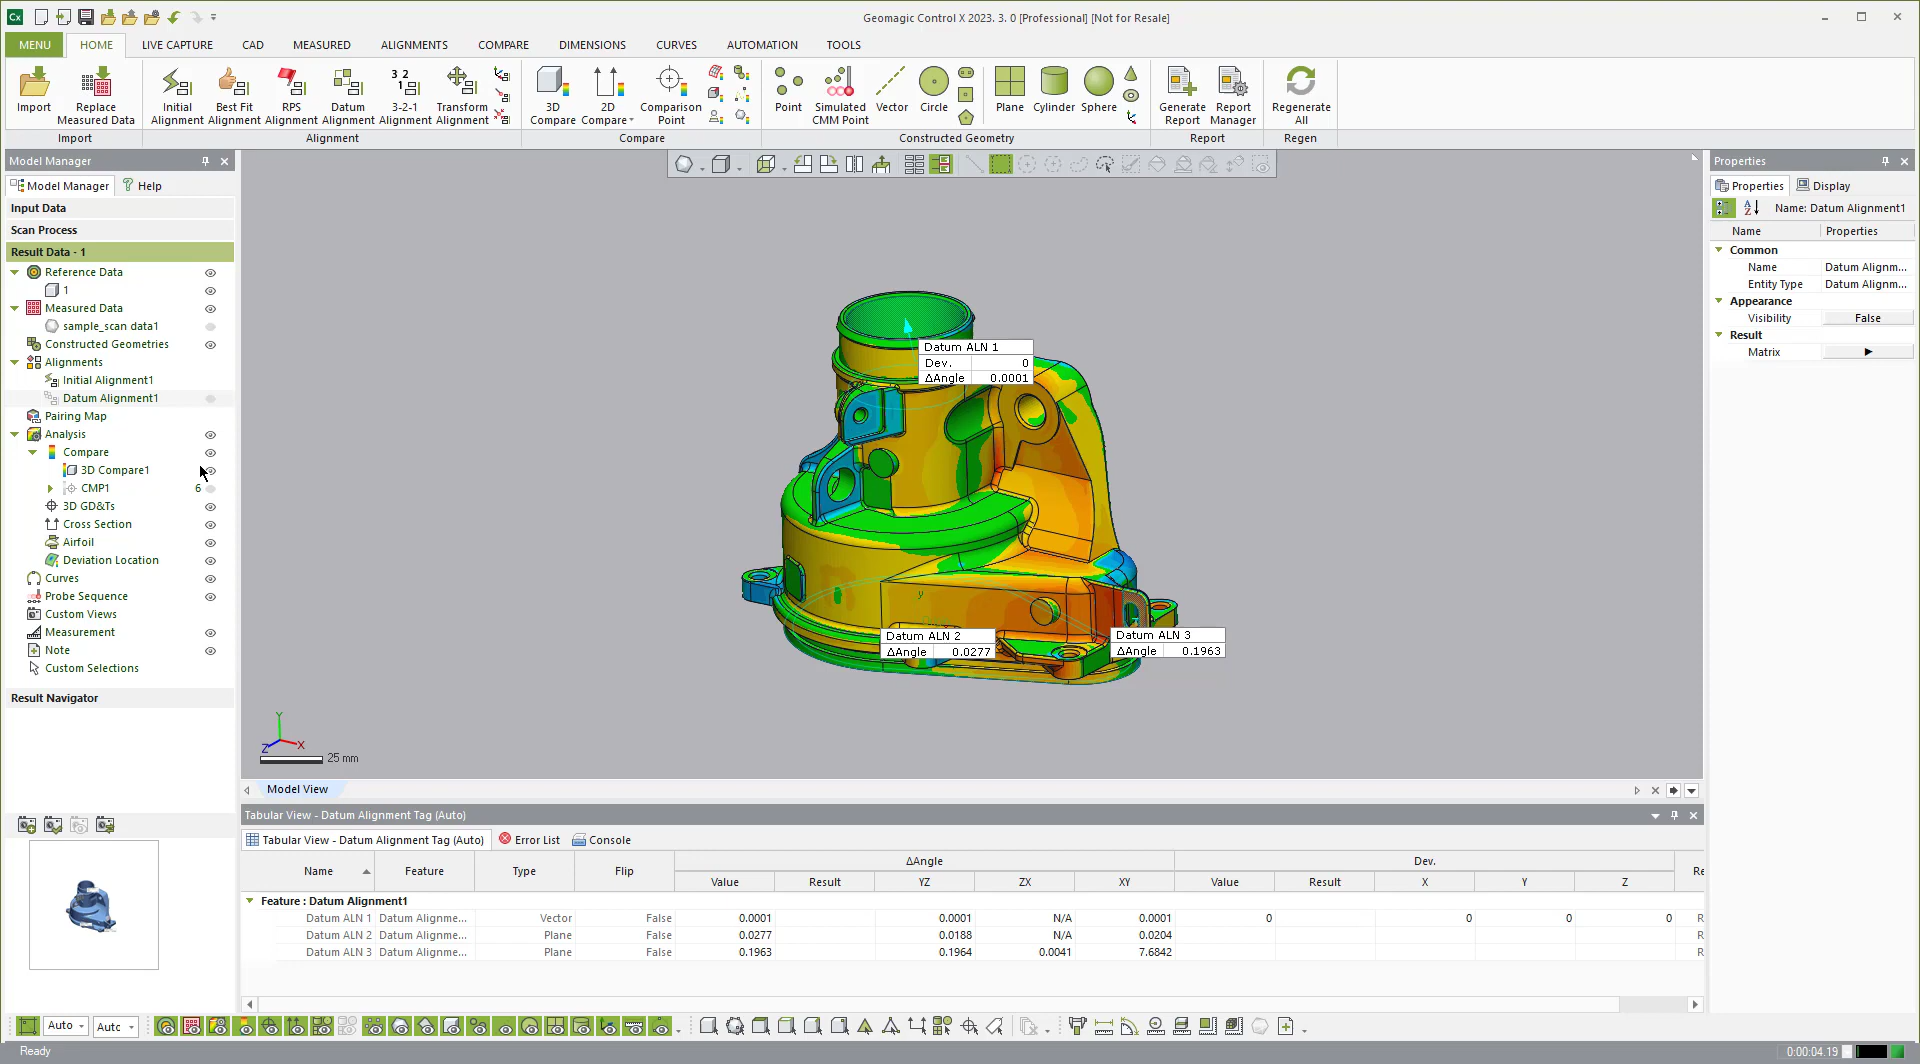 Cx
Geomagic Control X 2023. 3. 0 [Professional] [Not for Resale]
MENU HOME LIVE CAPTURE CAD MEASURED ALIGNMENTS COMPARE DIMENSIONS CURVES AUTOMATION TOOLS
Import Replace Measured Data Initial Alignment Best Fit Alignment RPS Alignment Datum Alignment 3-2-1 Alignment Transform Alignment 3D Compare 2D Compare Comparison Point Point Simulated CMM Point Vector Circle Plane Cylinder Sphere Generate Report Report Manager Regenerate All
Import Alignment Compare Constructed Geometry Report Regen
Model Manager
Model Manager Help
Input Data
Scan Process
Result Data - 1
Reference Data
1
Measured Data
sample_scan data1
Constructed Geometries
Alignments
Initial Alignment1
Datum Alignment1
Pairing Map
Analysis
Compare
3D Compare1
CMP1 6
3D GD&Ts
Cross Section
Airfoil
Deviation Location
Curves
Probe Sequence
Custom Views
Measurement
Note
Custom Selections
Result Navigator
Datum ALN 1
Dev. 0
ΔAngle 0.0001
y
Datum ALN 2
ΔAngle 0.0277
Datum ALN 3
ΔAngle 0.1963
Y
Z X
25 mm
Model View
Properties
Properties Display
Name: Datum Alignment1
Name Properties
Common
Name Datum Alignm...
Entity Type Datum Alignm...
Appearance
Visibility False
Result
Matrix
Tabular View - Datum Alignment Tag (Auto)
Tabular View - Datum Alignment Tag (Auto) Error List Console
Name Feature Type Flip ΔAngle Dev. Re
Value Result YZ ZX XY Value Result X Y Z
Feature : Datum Alignment1
Datum ALN 1 Datum Alignme... Vector False 0.0001 0.0001 N/A 0.0001 0 0 0 0 R
Datum ALN 2 Datum Alignme... Plane False 0.0277 0.0188 N/A 0.0204 R
Datum ALN 3 Datum Alignme... Plane False 0.1963 0.1964 0.0041 7.6842 R
Auto Auto
Ready
0:00:04.19